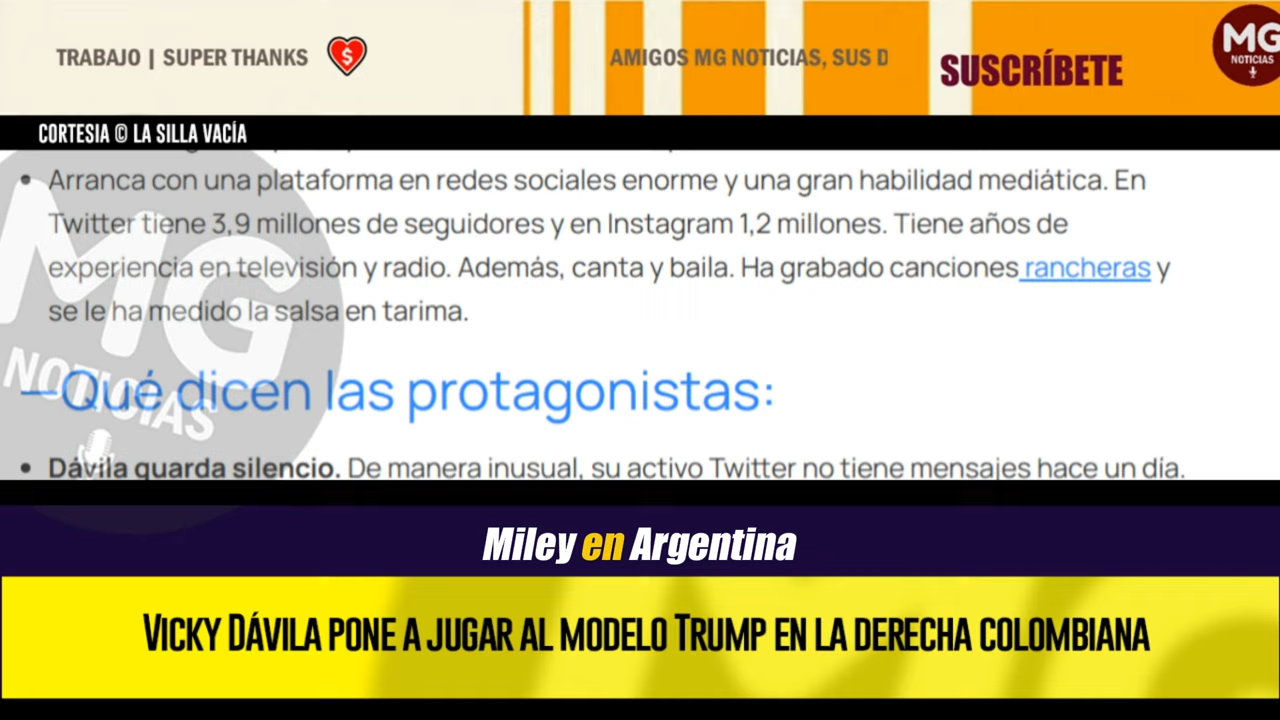 TRABAJO | SUPER THANKS
AMIGOS MG NOTICIAS, SUS D
SUSCRÍBETE
MG
NOTICIAS
CORTESIA © LA SILLA VACÍA
• Arranca con una plataforma en redes sociales enorme y una gran habilidad mediática. En
Twitter tiene 3,9 millones de seguidores y en Instagram 1,2 millones. Tiene años de
experiencia en televisión y radio. Además, canta y baila. Ha grabado canciones rancheras y
se le ha medido la salsa en tarima.
MG
NOTICIAS
—Qué dicen las protagonistas:
• Dávila guarda silencio. De manera inusual, su activo Twitter no tiene mensajes hace un día.
Miley en Argentina
VICKY DÁVILA PONE A JUGAR AL MODELO TRUMP EN LA DERECHA COLOMBIANA